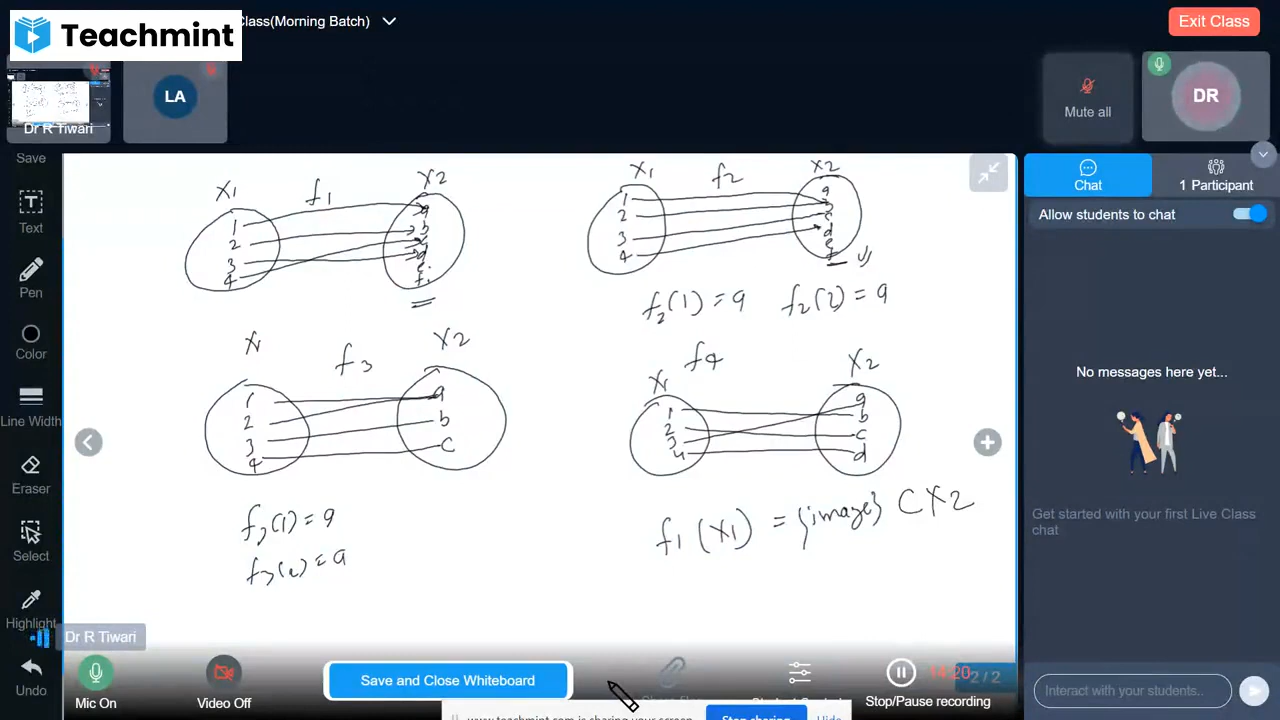 Teachmint
Class(Morning Batch)
Exit Class
LA
Dr R Tiwari
Mute all
DR
Save
Text
Pen
Color
Line Width
Eraser
Select
Highlight
Undo
Chat
1 Participant
Allow students to chat
No messages here yet...
Get started with your first Live Class
chat
Interact with your students..
X1 f1 X2
1 a
2 b
3 d
4 e
f
X1 f2 X2
1 a
2 b
3 c
4 d
e
f
f2(1) = a f2(2) = a
X1 f3 X2
1 a
2 b
3 c
4
f3(1) = a
f3(2) = a
f4
X1 X2
1 a
2 b
3 c
4 d
f1(X1) = {images} ⊂ X2
Dr R Tiwari
Mic On
Video Off
Save and Close Whiteboard
Stop/Pause recording
14:20
2 / 2
www.teachmint.com is sharing your screen.
Stop sharing
Hide